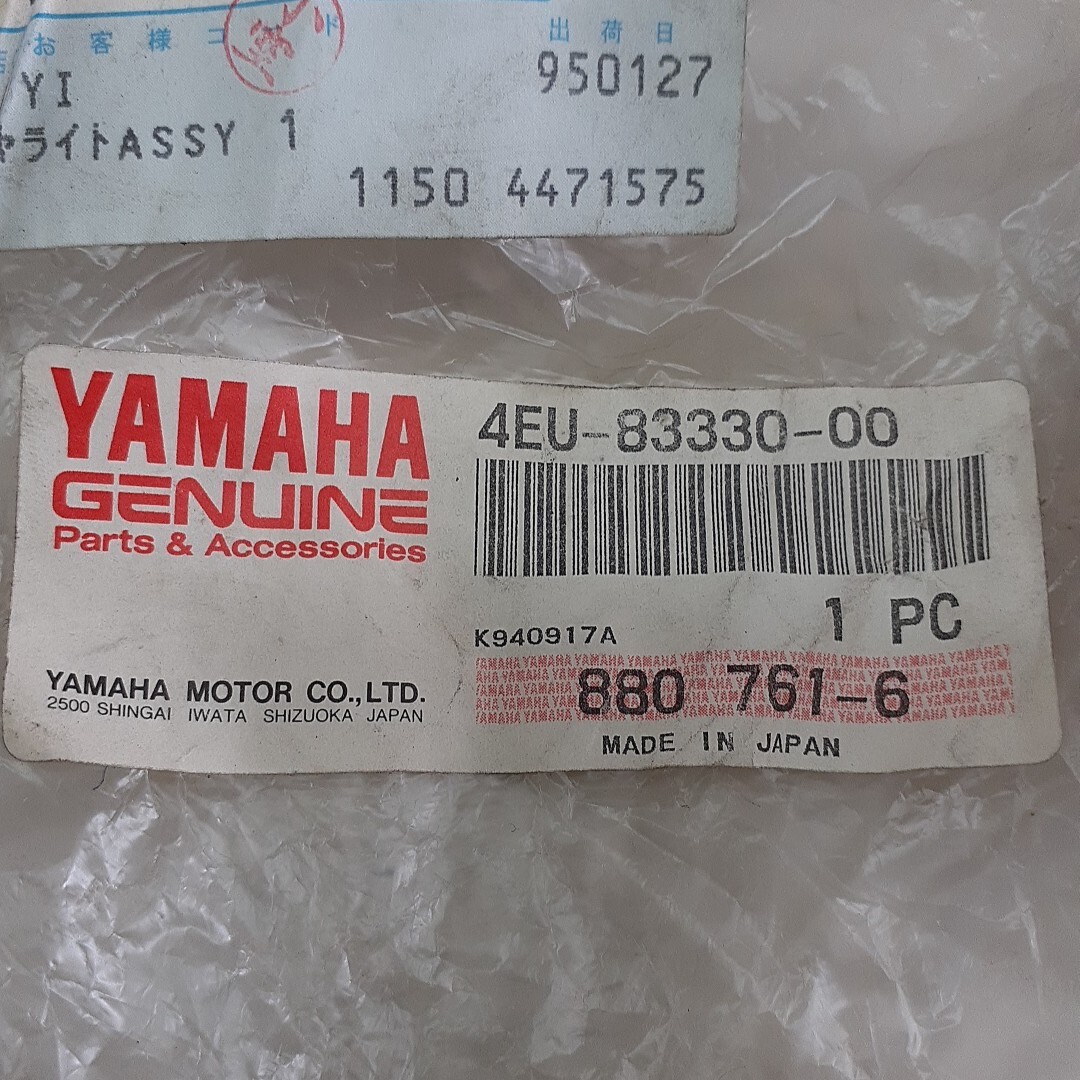 お客様コード 出荷日
YI 950127
ャライトASSY 1
1150 4471575
YAMAHA
GENUINE
Parts & Accessories
4EU-83330-00
1 PC
K940917A
YAMAHA MOTOR CO.,LTD.
2500 SHINGAI IWATA SHIZUOKA JAPAN
880 761-6
MADE IN JAPAN